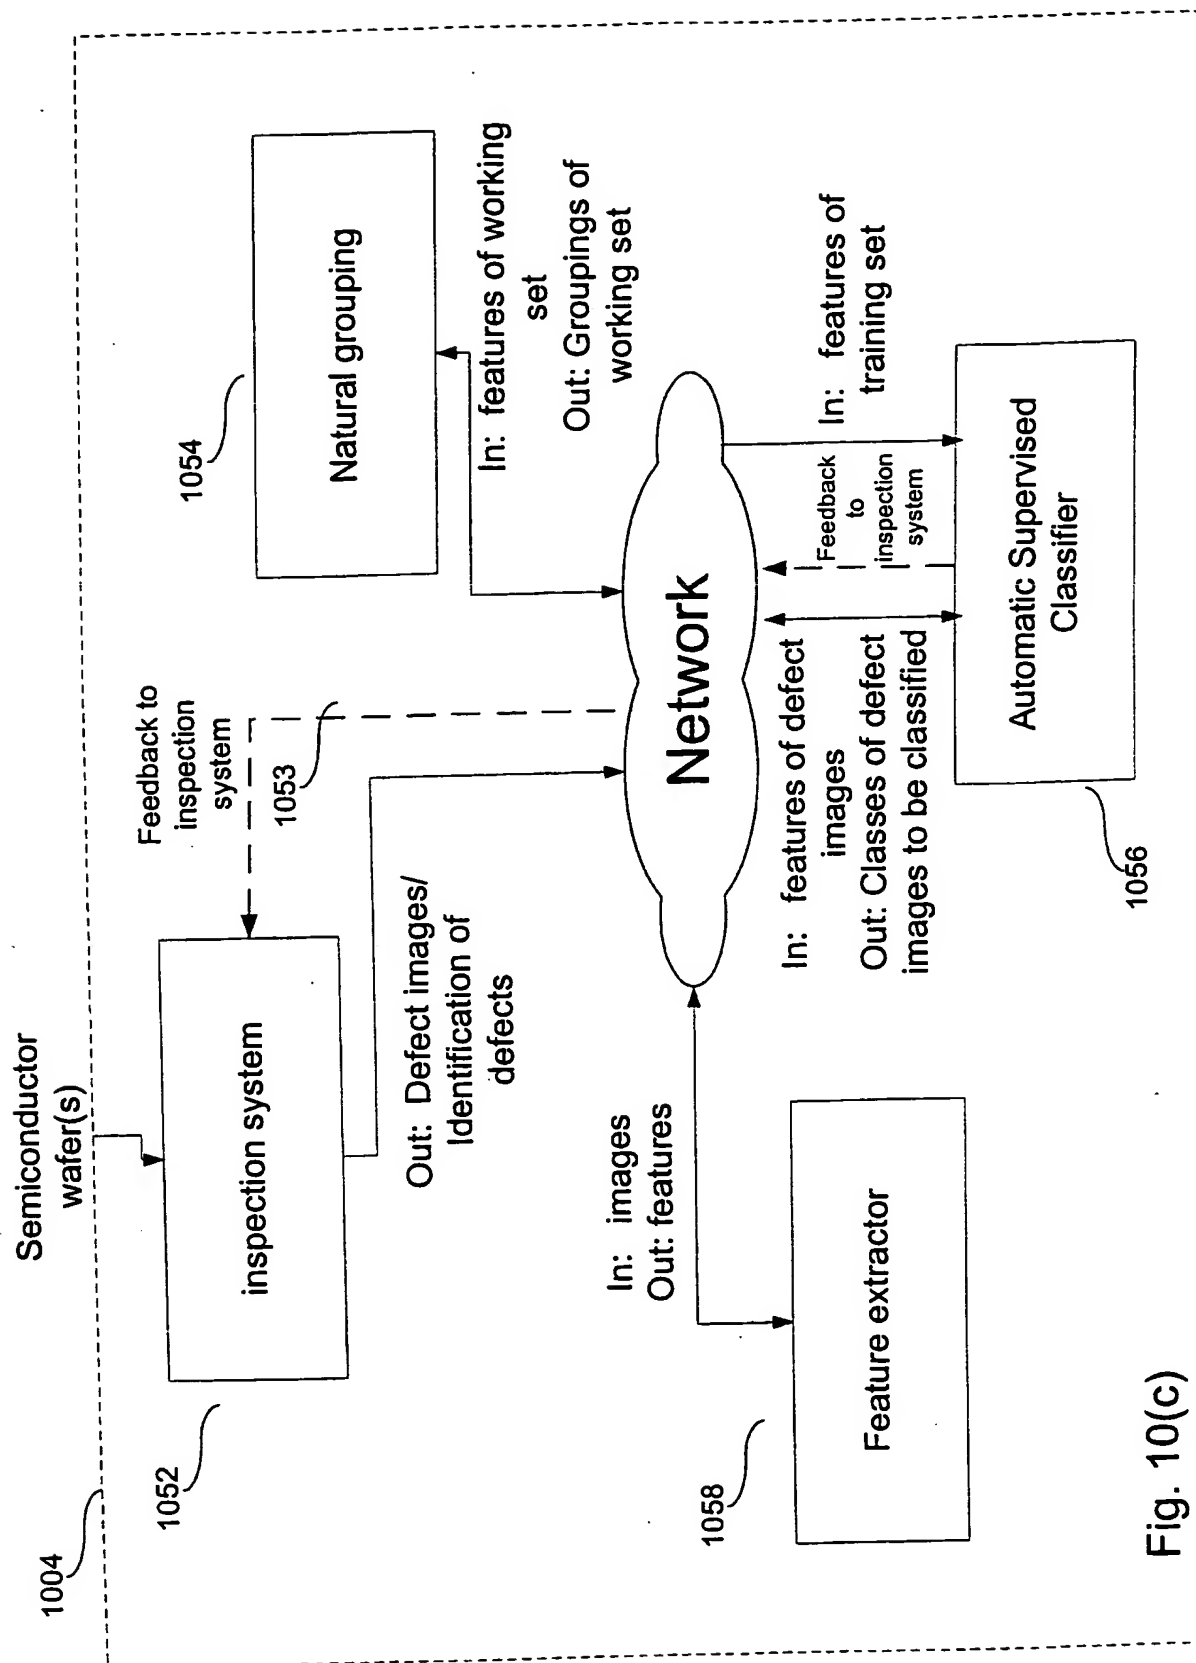 1004
Semiconductor
wafer(s)
1052
inspection system
Feedback to
inspection
system
1053
Out: Defect images/
Identification of
defects
1054
Natural grouping
In: features of working
set
Out: Groupings of
working set
Network
In: images
Out: features
1058
Feature extractor
In: features of defect
images
Out: Classes of defect
images to be classified
Feedback
to
inspection
system
In: features of
training set
Automatic Supervised
Classifier
1056
Fig. 10(c)